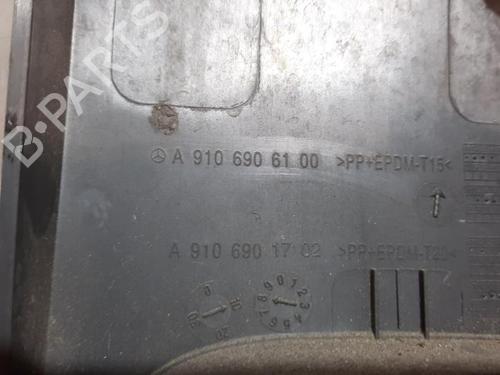 B-PARTS
A 910 690 61 00 >PP+EPDM-T15<
A 910 690 17 02 >PP+EPDM-T20<